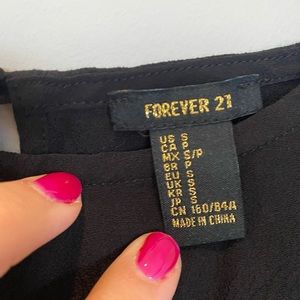 FOREVER 21
US S
CA P
MX S/P
BR P
EU S
UK S
KR S
JP S
CN 160/84A
MADE IN CHINA